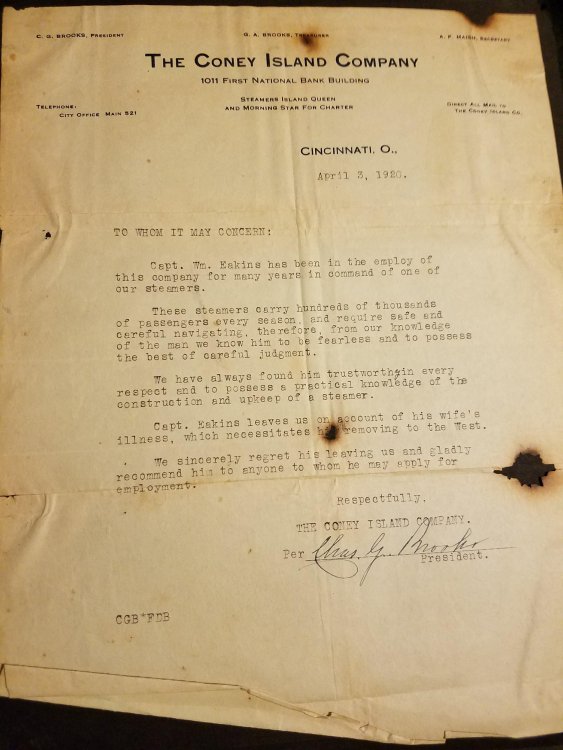 C. G. BROOKS, PRESIDENT
G. A. BROOKS, TREASURER
A. F. MAISH, SECRETARY
THE CONEY ISLAND COMPANY
1011 FIRST NATIONAL BANK BUILDING
STEAMERS ISLAND QUEEN
AND MORNING STAR FOR CHARTER
TELEPHONE:
CITY OFFICE MAIN 521
DIRECT ALL MAIL TO
THE CONEY ISLAND CO.
CINCINNATI, O.,
April 3, 1920.
TO WHOM IT MAY CONCERN:
Capt. Wm. Eakins has been in the employ of
this company for many years in command of one of
our steamers.
These steamers carry hundreds of thousands
of passengers every season, and require safe and
careful navigating, therefore, from our knowledge
of the man we know him to be fearless and to possess
the best of careful judgment.
We have always found him trustworthyin every
respect and to possess a practical knowledge of the
construction and upkeep of a steamer.
Capt. Eakins leaves us on account of his wife's
illness, which necessitates his removing to the West.
We sincerely regret his leaving us and gladly
recommend him to anyone to whom he may apply for
employment.
Respectfully.
THE CONEY ISLAND COMPANY.
Per Chas. G. Brooks
President.
CGB*FDB